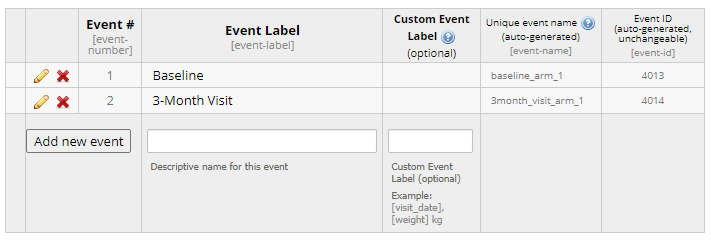 Event #
[event-number]
Event Label
[event-label]
Custom Event Label ?
(optional)
Unique event name ?
(auto-generated)
[event-name]
Event ID
(auto-generated, unchangeable)
[event-id]
1 Baseline baseline_arm_1 4013
2 3-Month Visit 3month_visit_arm_1 4014
Add new event
Descriptive name for this event
Custom Event
Label (optional)
Example:
[visit_date],
[weight] kg